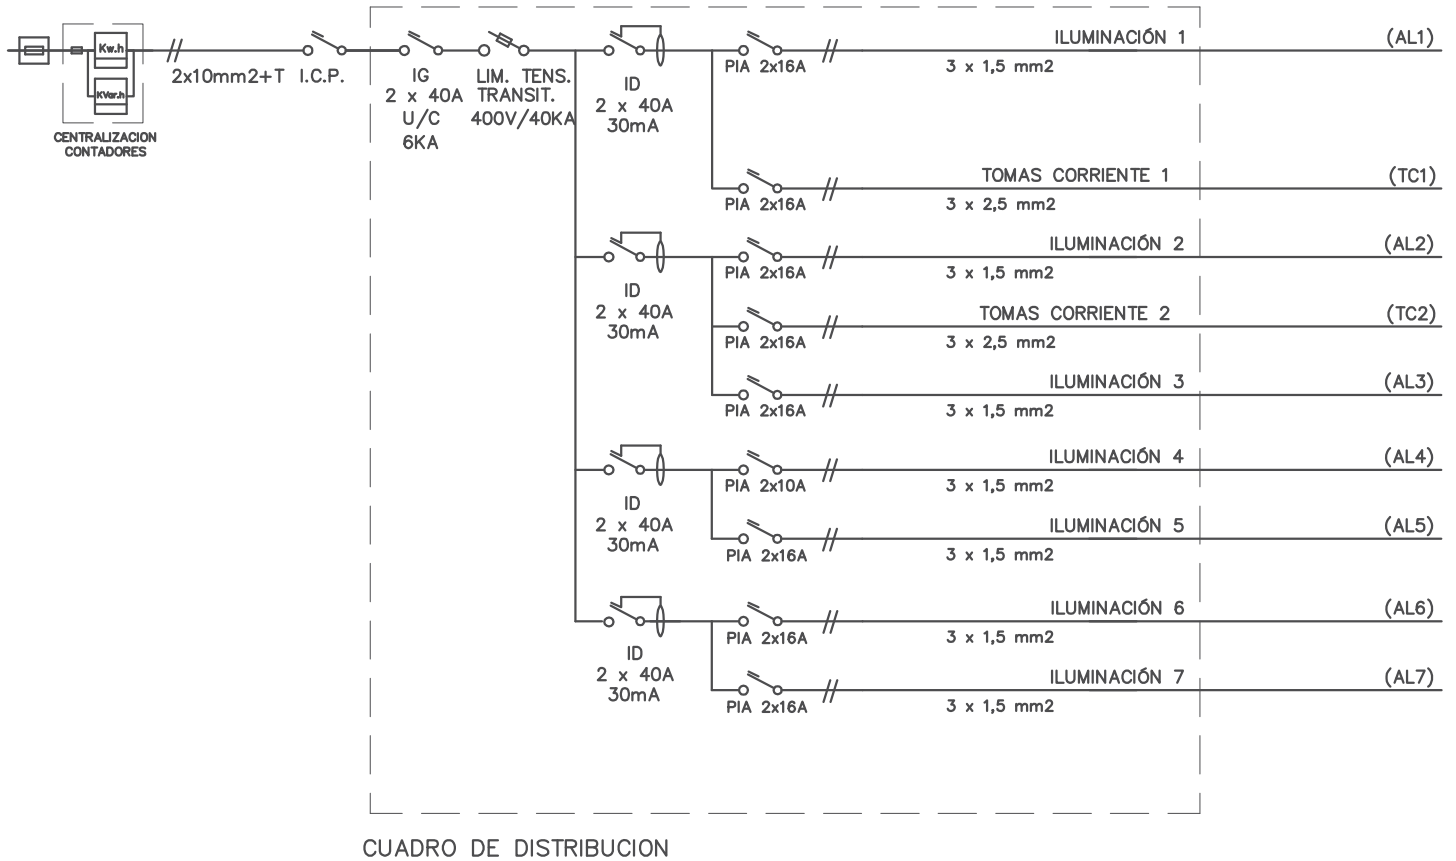 Kw.h
KVar.h
CENTRALIZACION
CONTADORES
2x10mm2+T
I.C.P.
IG
2 x 40A
U/C
6KA
LIM. TENS.
TRANSIT.
400V/40KA
ID
2 x 40A
30mA
PIA 2x16A
ILUMINACIÓN 1
3 x 1,5 mm2
(AL1)
PIA 2x16A
TOMAS CORRIENTE 1
3 x 2,5 mm2
(TC1)
ID
2 x 40A
30mA
PIA 2x16A
ILUMINACIÓN 2
3 x 1,5 mm2
(AL2)
PIA 2x16A
TOMAS CORRIENTE 2
3 x 2,5 mm2
(TC2)
PIA 2x16A
ILUMINACIÓN 3
3 x 1,5 mm2
(AL3)
ID
2 x 40A
30mA
PIA 2x10A
ILUMINACIÓN 4
3 x 1,5 mm2
(AL4)
PIA 2x16A
ILUMINACIÓN 5
3 x 1,5 mm2
(AL5)
ID
2 x 40A
30mA
PIA 2x16A
ILUMINACIÓN 6
3 x 1,5 mm2
(AL6)
PIA 2x16A
ILUMINACIÓN 7
3 x 1,5 mm2
(AL7)
CUADRO DE DISTRIBUCION